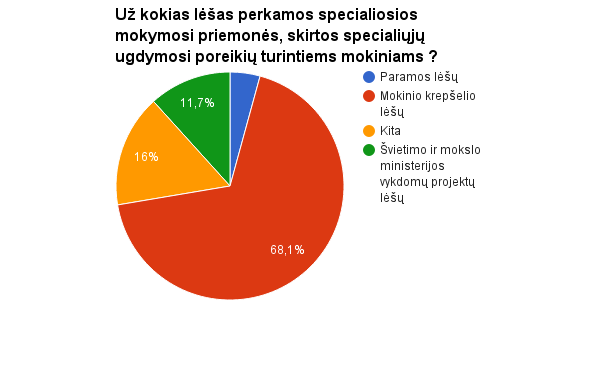 Už kokias lėšas perkamos specialiosios
mokymosi priemonės, skirtos specialiųjų
ugdymosi poreikių turintiems mokiniams ?
Paramos lėšų
Mokinio krepšelio
lėšų
Kita
Švietimo ir mokslo
ministerijos
vykdomų projektų
lėšų
11,7%
16%
68,1%